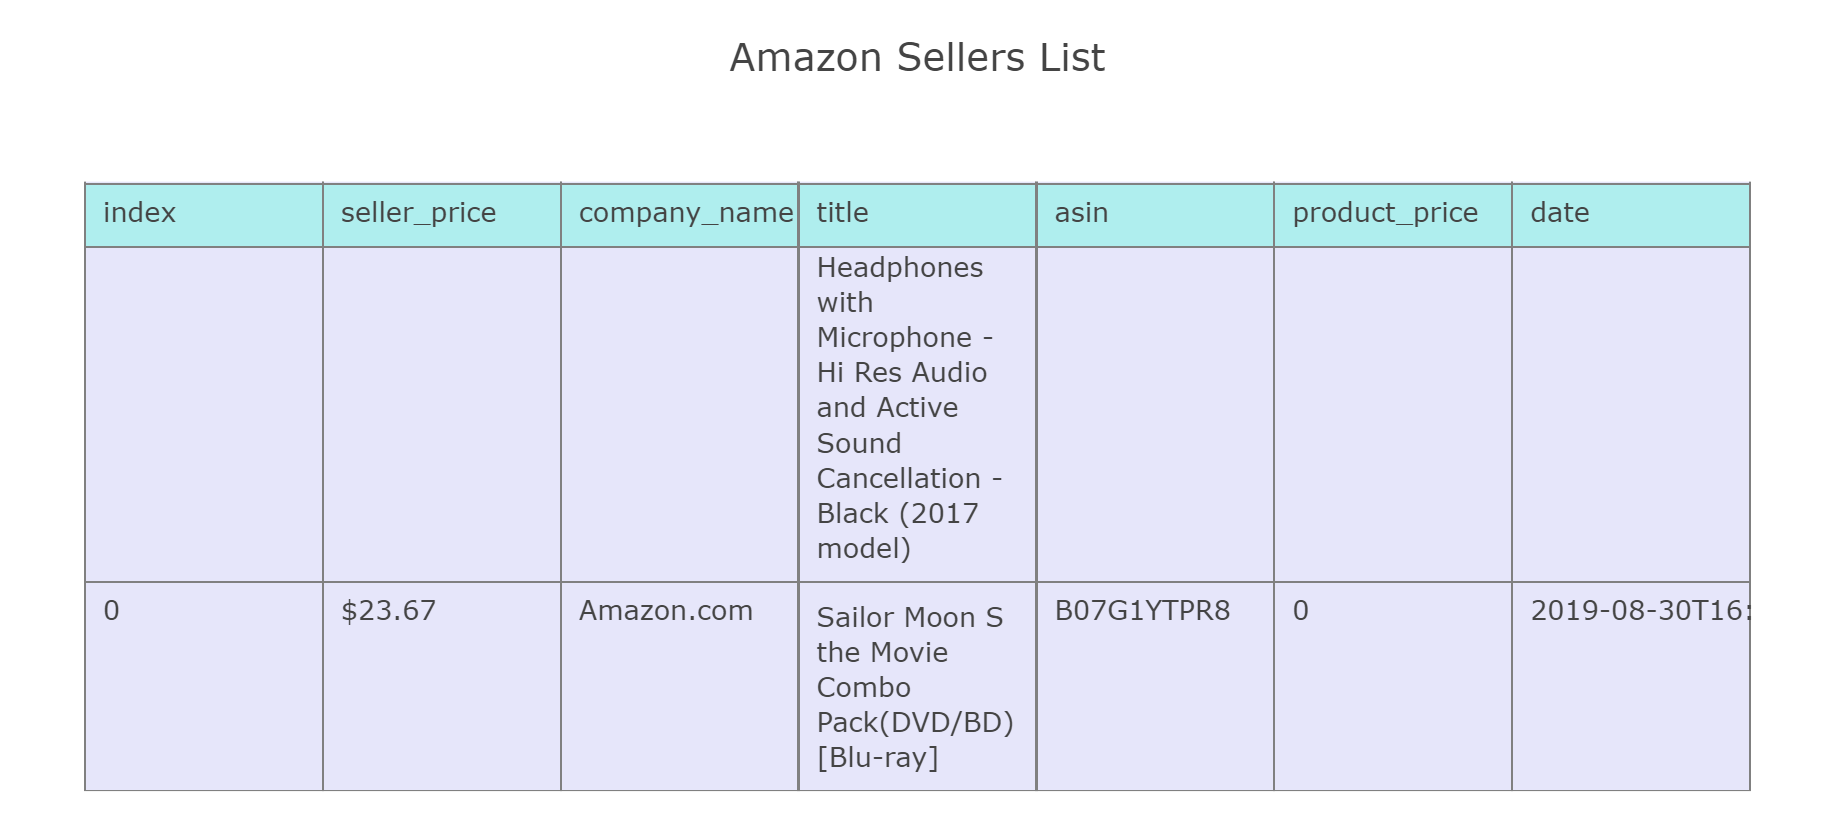 Amazon Sellers List
index seller_price company_name title asin product_price date
Headphones
with
Microphone -
Hi Res Audio
and Active
Sound
Cancellation -
Black (2017
model)
0 $23.67 Amazon.com Sailor Moon S B07G1YTPR8 0 2019-08-30T16:
the Movie
Combo
Pack(DVD/BD)
[Blu-ray]